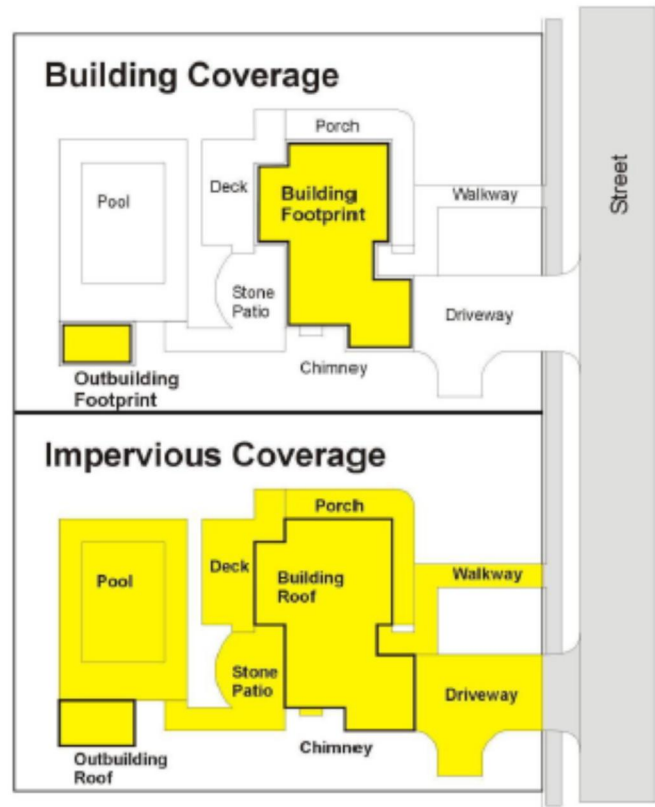 Building Coverage
Porch
Pool
Deck
Building
Footprint
Walkway
Street
Stone
Patio
Driveway
Chimney
Outbuilding
Footprint
Impervious Coverage
Porch
Pool
Deck
Building
Roof
Walkway
Stone
Patio
Driveway
Chimney
Outbuilding
Roof